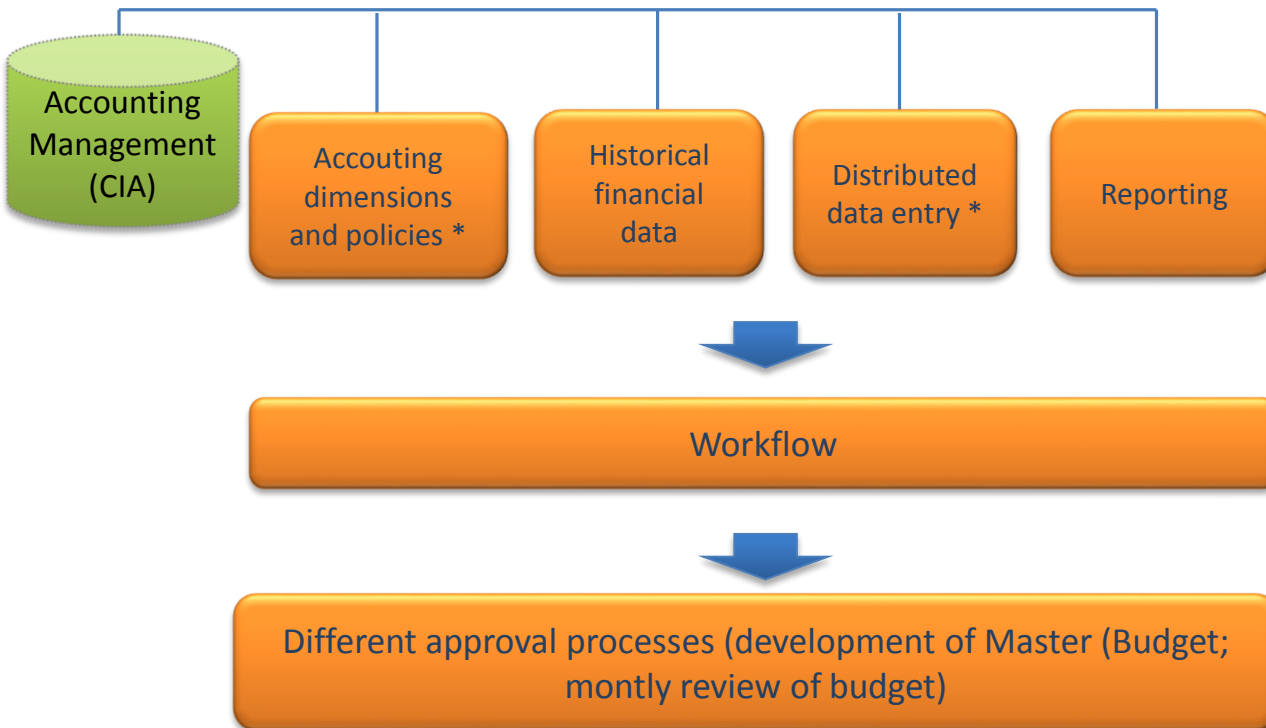 Accounting
Management
(CIA)
Accouting
dimensions
and policies *
Historical
financial
data
Distributed
data entry *
Reporting
Workflow
Different approval processes (development of Master (Budget;
montly review of budget)